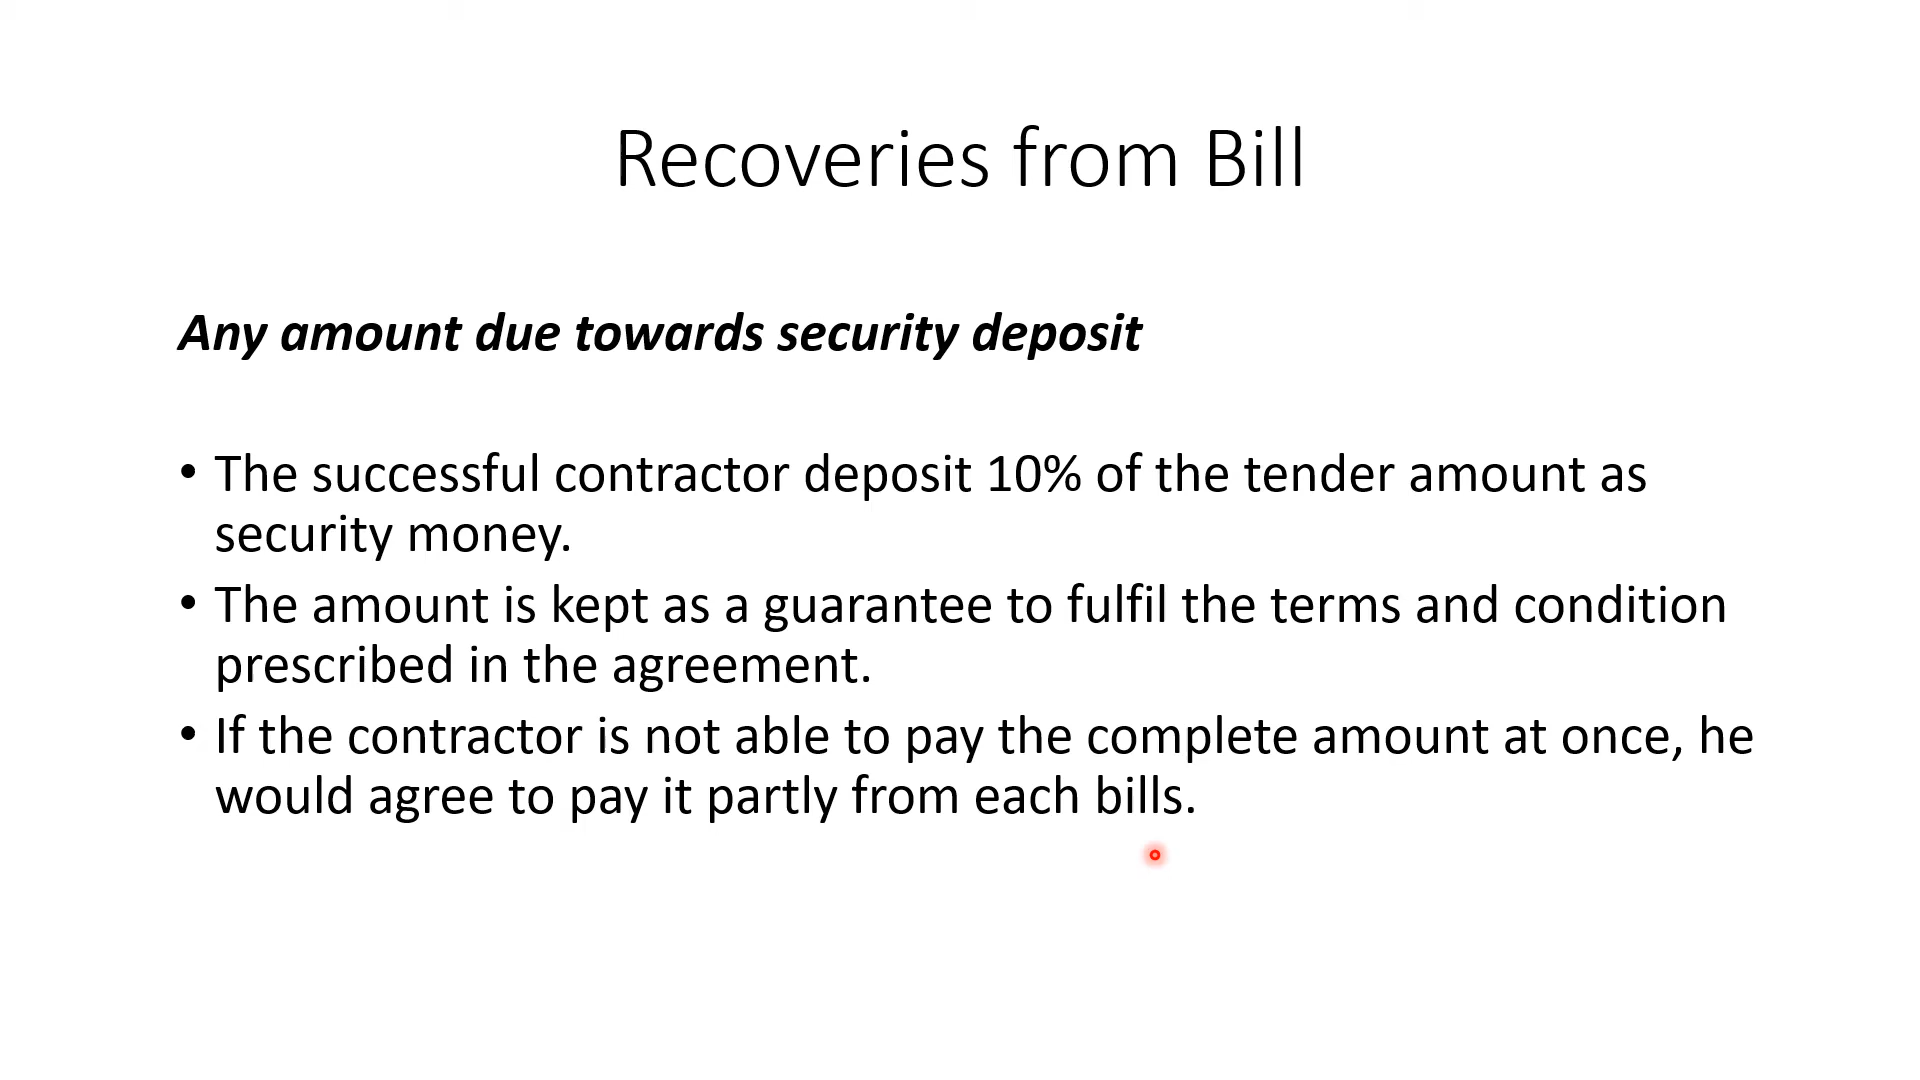 Recoveries from Bill
Any amount due towards security deposit
• The successful contractor deposit 10% of the tender amount as
security money.
• The amount is kept as a guarantee to fulfil the terms and condition
prescribed in the agreement.
• If the contractor is not able to pay the complete amount at once, he
would agree to pay it partly from each bills.